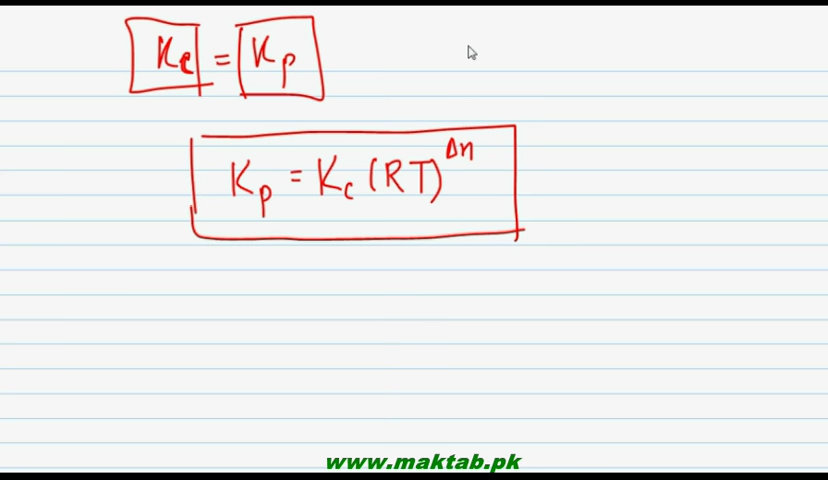 Kc = Kp
Kp = Kc (RT)^Δn
www.maktab.pk